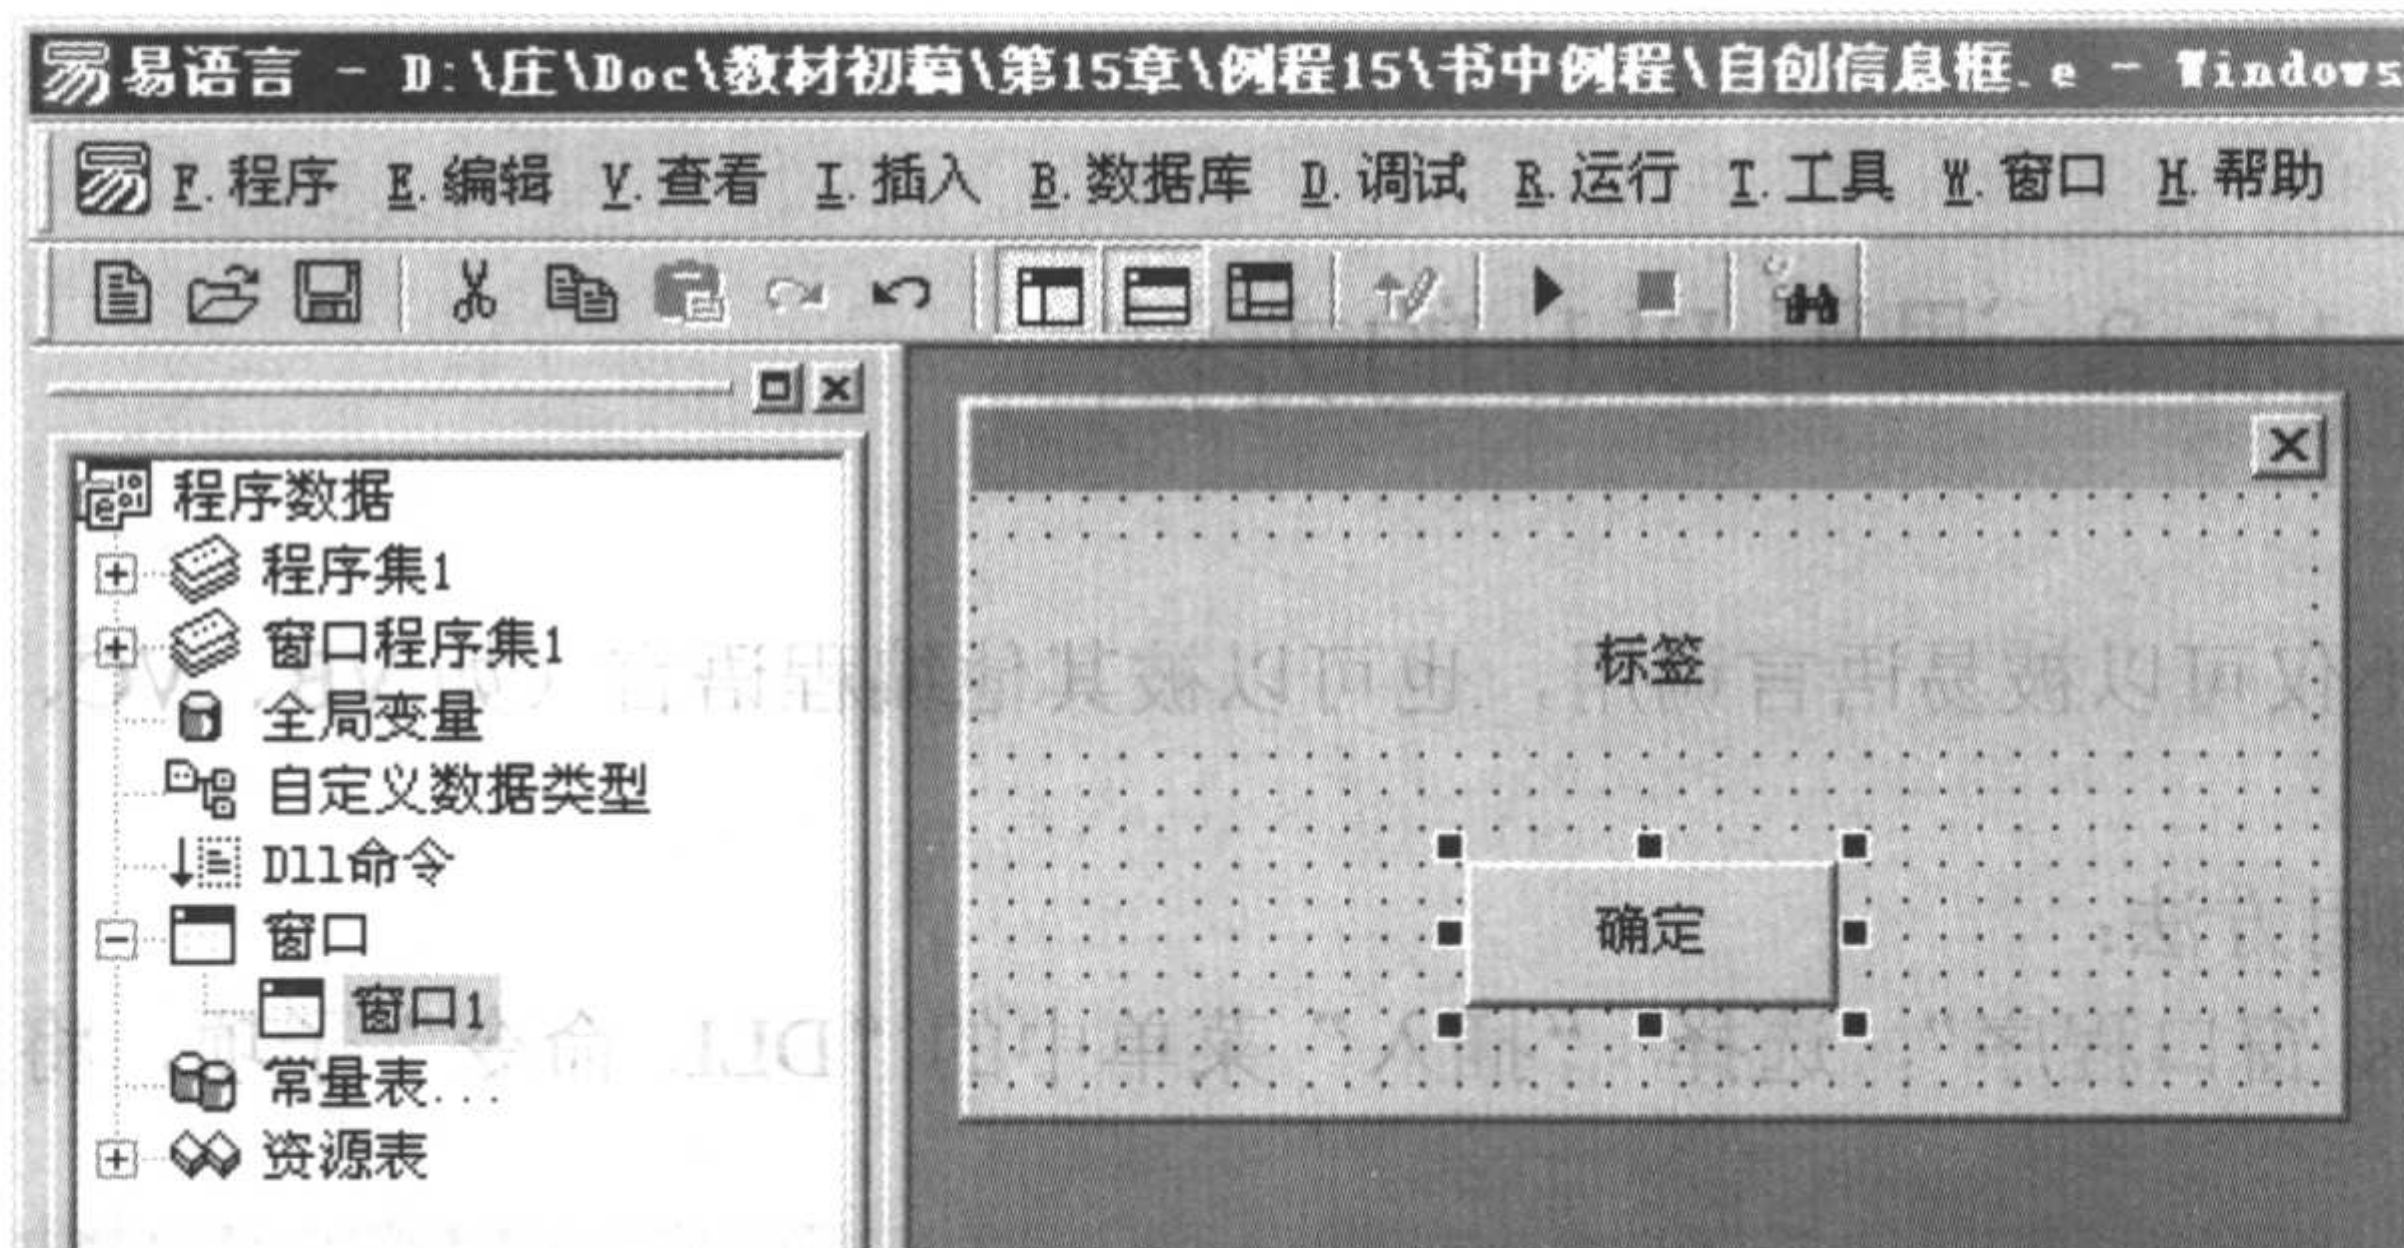 易语言 - D:\庄\Doc\教材初稿\第15章\例程15\书中例程\自创信息框.e - Windows
F.程序 E.编辑 V.查看 I.插入 B.数据库 D.调试 R.运行 T.工具 W.窗口 H.帮助
程序数据
程序集1
窗口程序集1
全局变量
自定义数据类型
Dll命令
窗口
窗口1
常量表...
资源表
标签
确定